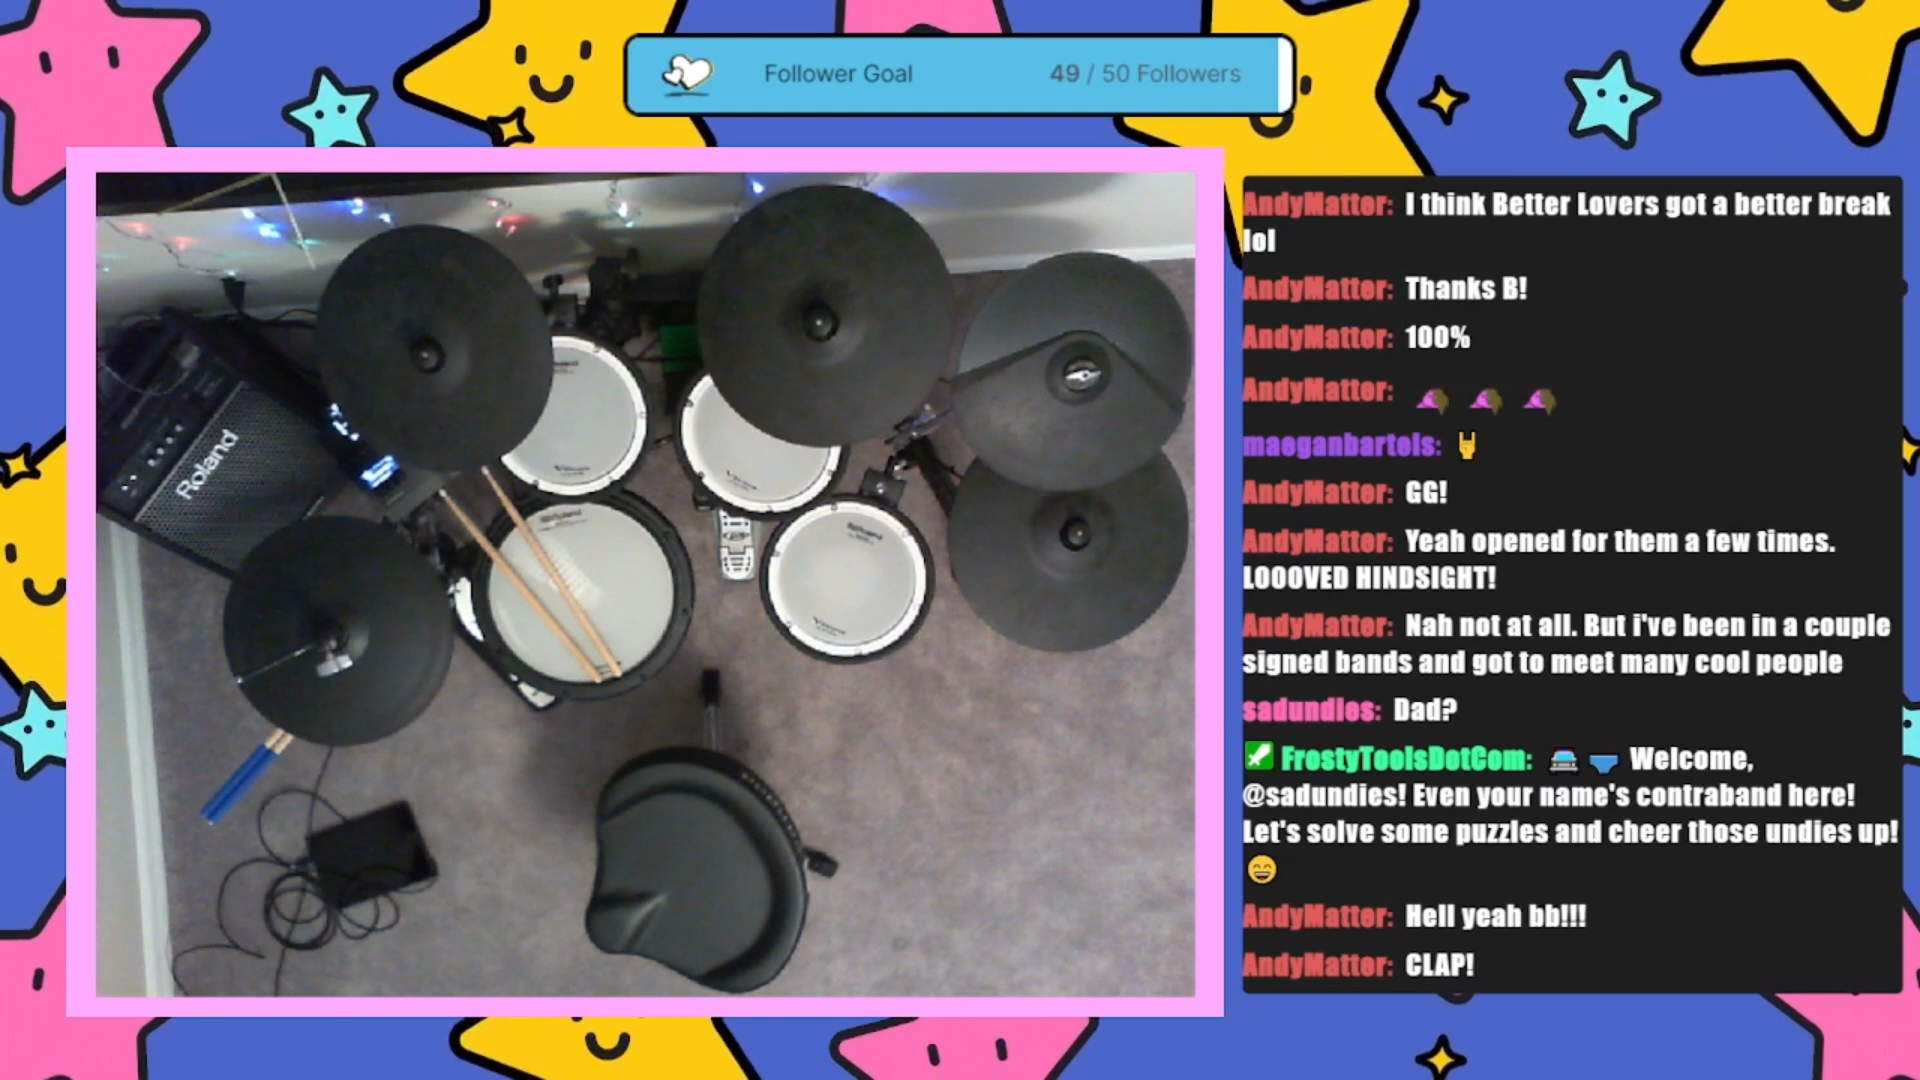 Follower Goal 49 / 50 Followers
AndyMatter: I think Better Lovers got a better break
lol
AndyMatter: Thanks B!
AndyMatter: 100%
AndyMatter:
maeganbartels:
AndyMatter: GG!
AndyMatter: Yeah opened for them a few times.
LOOOVED HINDSIGHT!
AndyMatter: Nah not at all. But i've been in a couple
signed bands and got to meet many cool people
sadundies: Dad?
FrostyToolsDotCom: Welcome,
@sadundies! Even your name's contraband here!
Let's solve some puzzles and cheer those undies up!
AndyMatter: Hell yeah bb!!!
AndyMatter: CLAP!
Roland